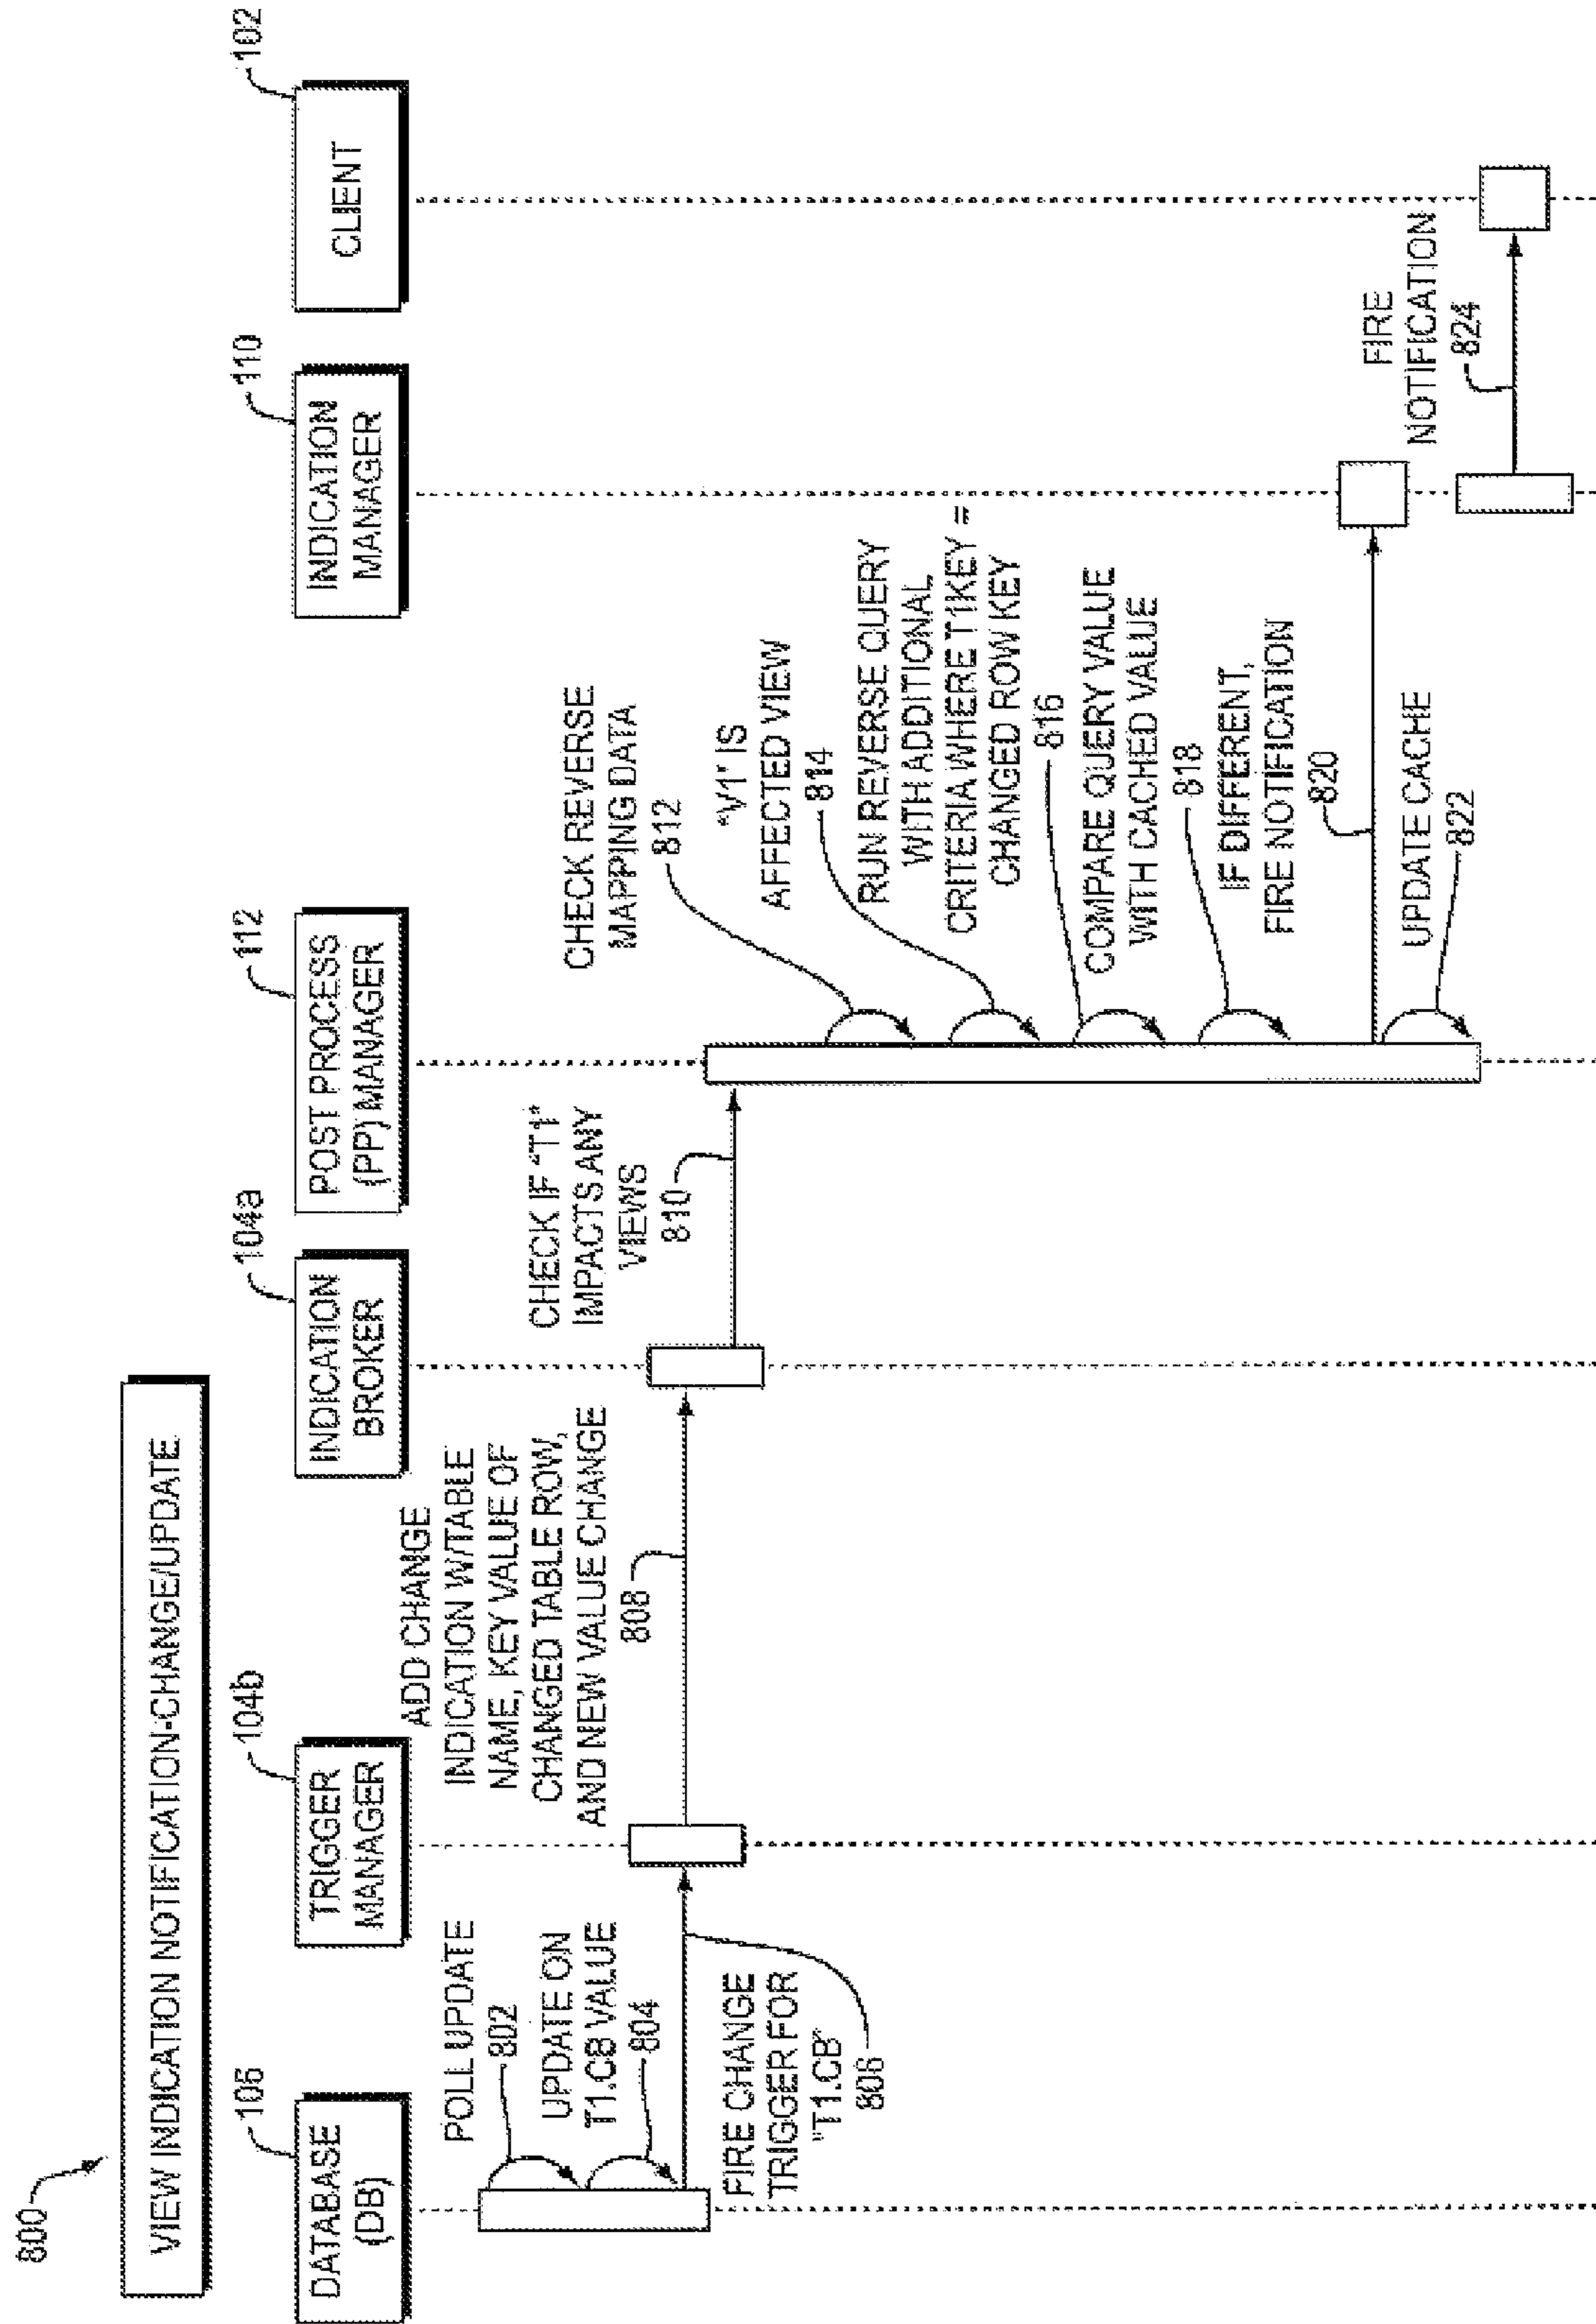 800
VIEW INDICATION NOTIFICATION-CHANGE/UPDATE
106
DATABASE
(DB)
104b
TRIGGER
MANAGER
104a
INDICATION
BROKER
112
POST PROCESS
(PP) MANAGER
110
INDICATION
MANAGER
102
CLIENT
POLL UPDATE
802
UPDATE ON
T1.CB VALUE
804
FIRE CHANGE
TRIGGER FOR
"T1.CB"
806
ADD CHANGE
INDICATION W/TABLE
NAME, KEY VALUE OF
CHANGED TABLE ROW,
AND NEW VALUE CHANGE
808
CHECK IF "T1"
IMPACTS ANY
VIEWS
810
CHECK REVERSE
MAPPING DATA
812
"V1" IS
AFFECTED VIEW
814
RUN REVERSE QUERY
WITH ADDITIONAL
CRITERIA WHERE T1KEY =
CHANGED ROW KEY
816
COMPARE QUERY VALUE
WITH CACHED VALUE
818
IF DIFFERENT,
FIRE NOTIFICATION
820
UPDATE CACHE
822
FIRE
NOTIFICATION
824